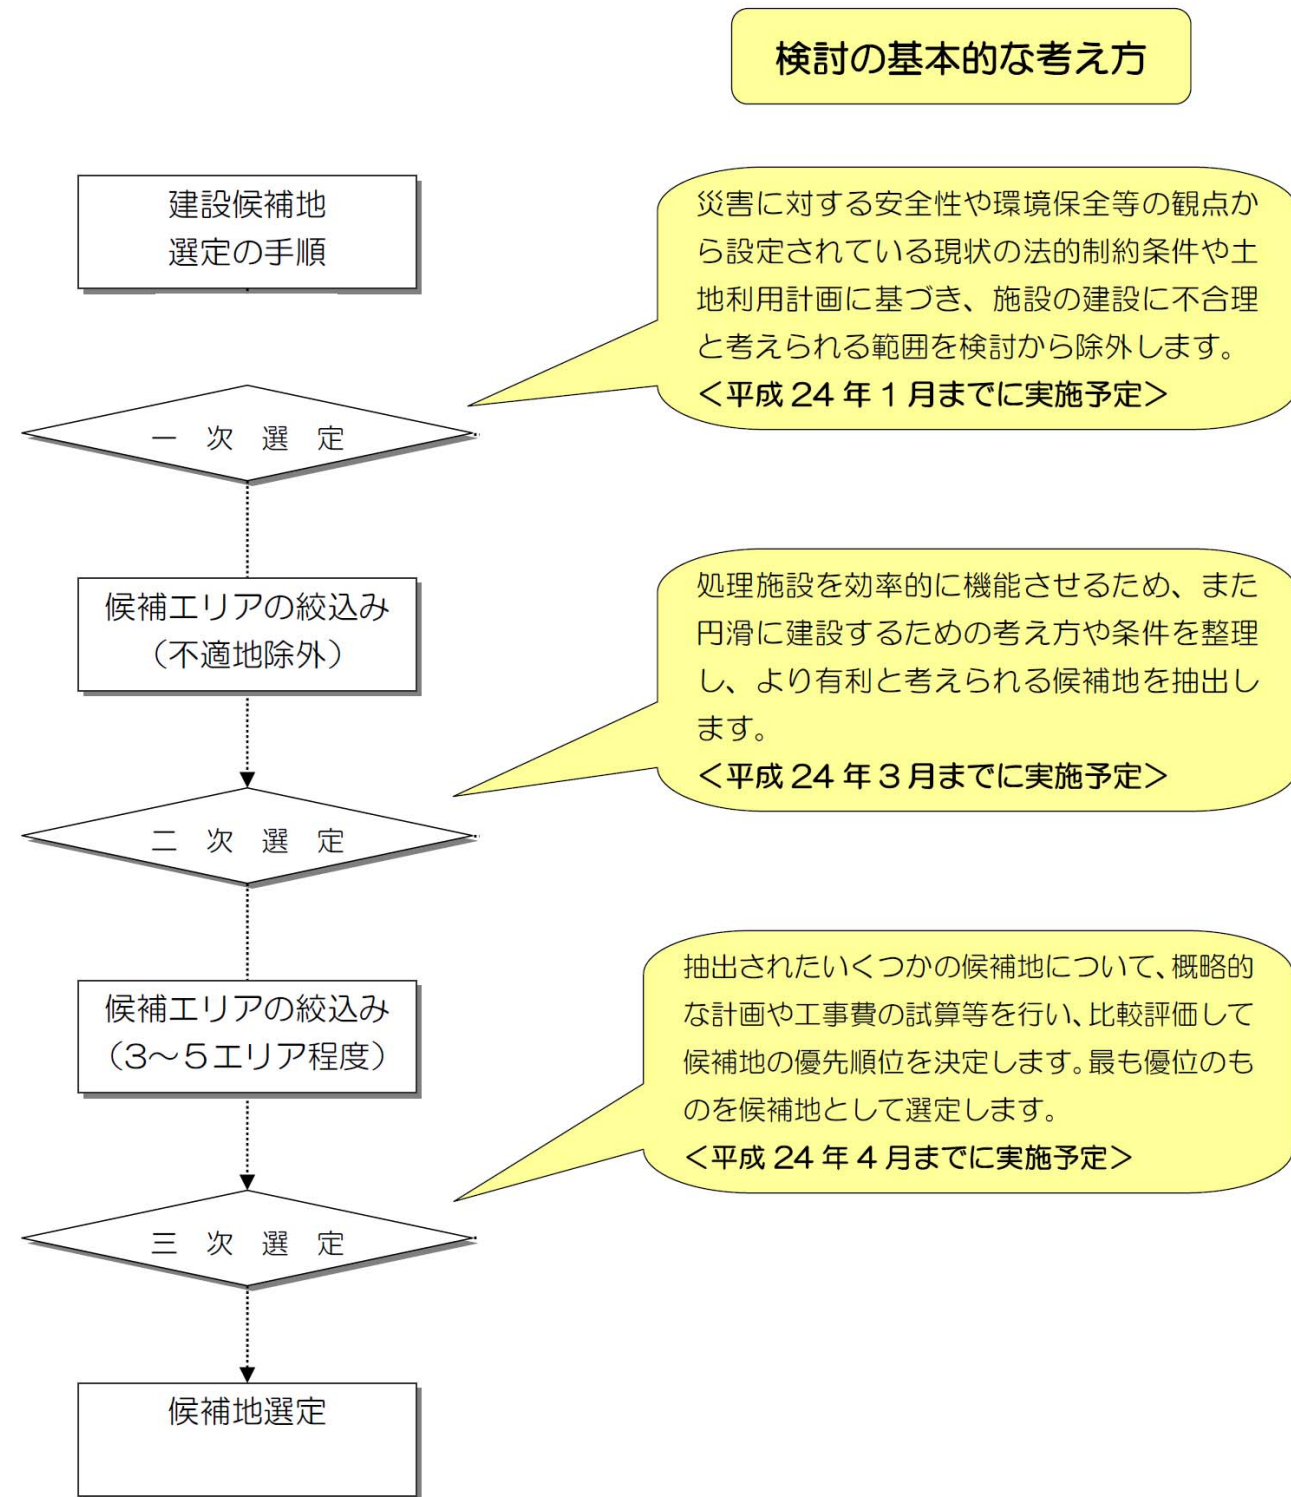 検討の基本的な考え方
建設候補地
選定の手順
災害に対する安全性や環境保全等の観点か
ら設定されている現状の法的制約条件や土
地利用計画に基づき、施設の建設に不合理
と考えられる範囲を検討から除外します。
＜平成 24 年 1 月までに実施予定＞
一 次 選 定
候補エリアの絞込み
（不適地除外）
処理施設を効率的に機能させるため、また
円滑に建設するための考え方や条件を整理
し、より有利と考えられる候補地を抽出し
ます。
＜平成 24 年 3 月までに実施予定＞
二 次 選 定
候補エリアの絞込み
（3～5エリア程度）
抽出されたいくつかの候補地について、概略的
な計画や工事費の試算等を行い、比較評価して
候補地の優先順位を決定します。最も優位のも
のを候補地として選定します。
＜平成 24 年 4 月までに実施予定＞
三 次 選 定
候補地選定